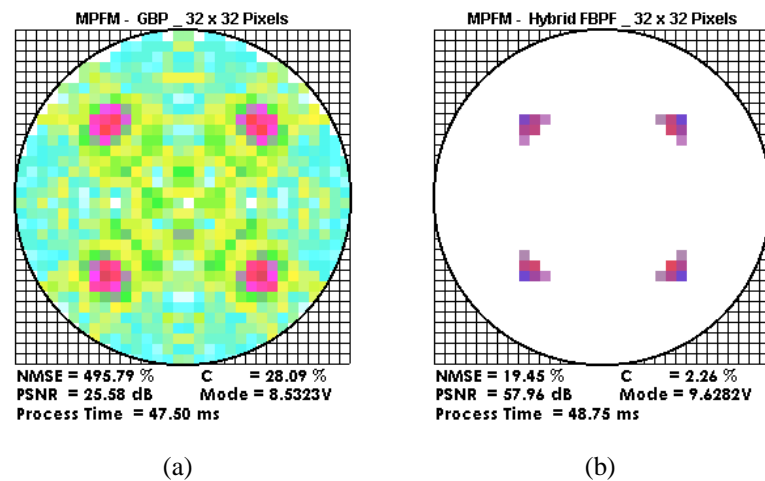 MPFM - GBP _ 32 x 32 Pixels
NMSE = 495.79 % C = 28.09 %
PSNR = 25.58 dB Mode = 8.5323V
Process Time = 47.50 ms
(a)
MPFM - Hybrid FBPF _ 32 x 32 Pixels
NMSE = 19.45 % C = 2.26 %
PSNR = 57.96 dB Mode = 9.6282V
Process Time = 48.75 ms
(b)